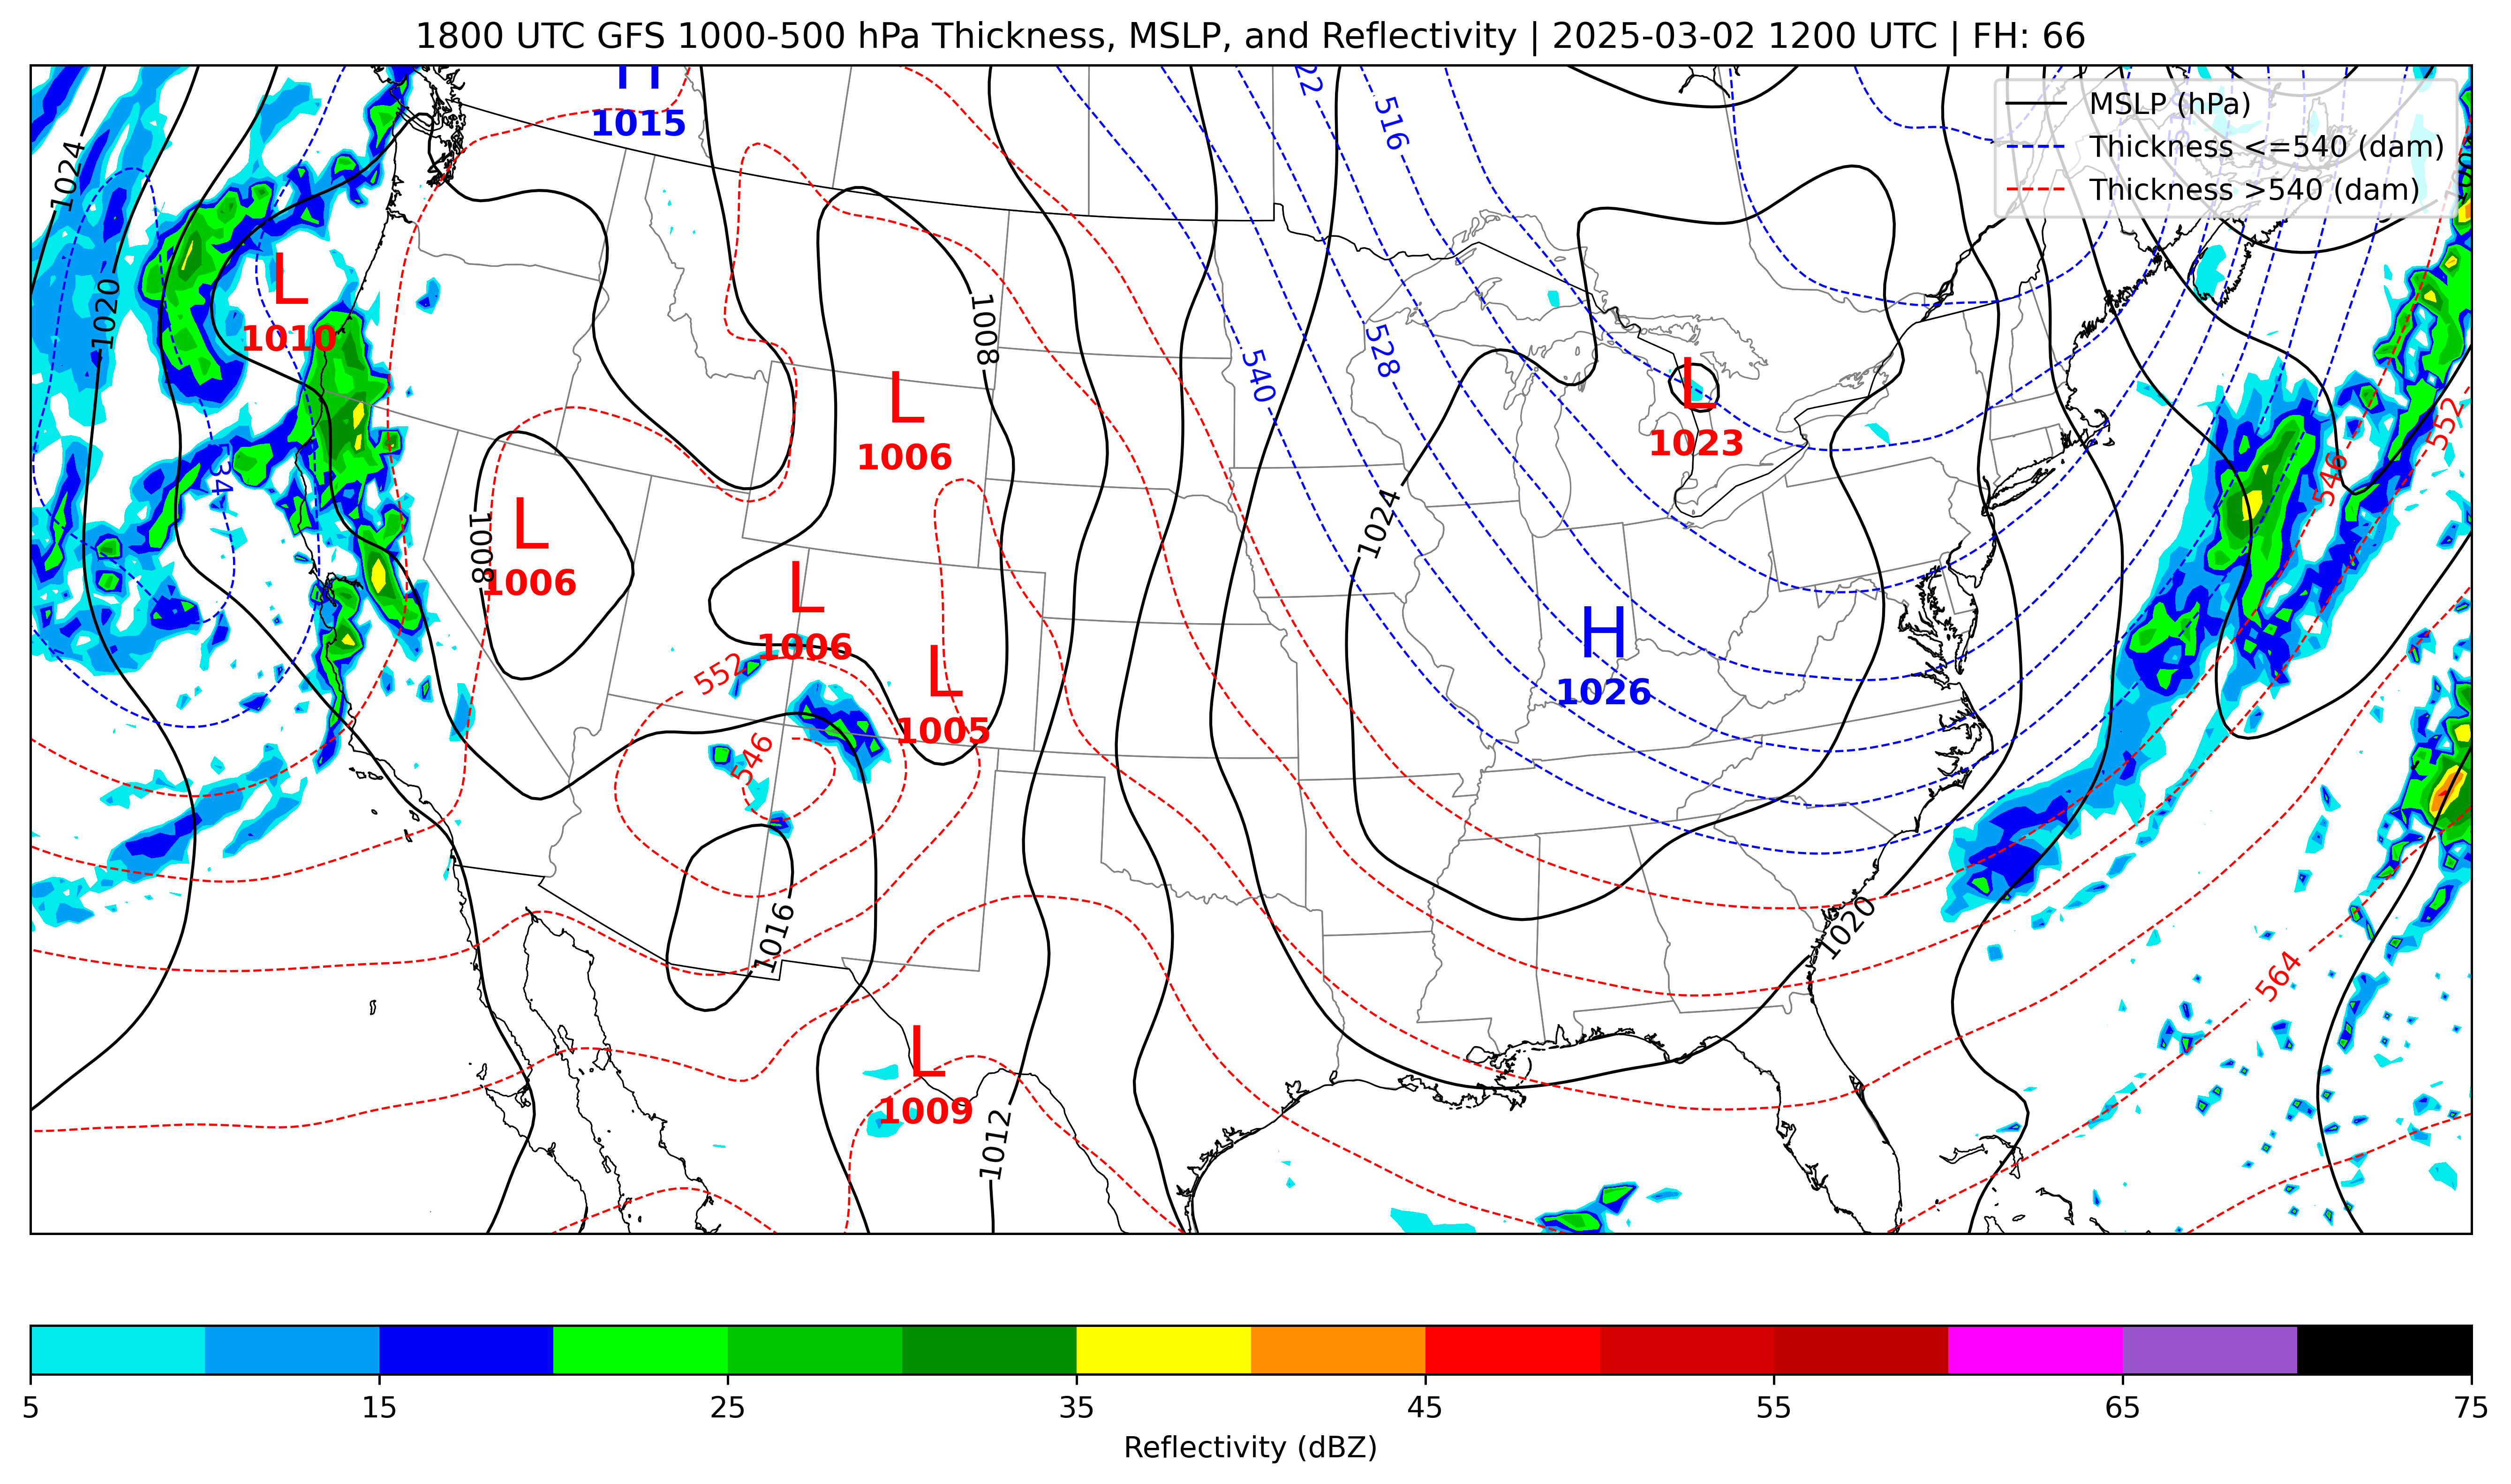 1800 UTC GFS 1000-500 hPa Thickness, MSLP, and Reflectivity | 2025-03-02 1200 UTC | FH: 66
MSLP (hPa)
Thickness <=540 (dam)
Thickness >540 (dam)
H
1015
516
1024
1020
L
1010
1008
540
528
L
1006
L
1023
552
546
534
1024
L
1006
1008
L
1006
H
1026
552
L
1005
546
1016
1020
564
L
1009
1012
5 15 25 35 45 55 65 75
Reflectivity (dBZ)